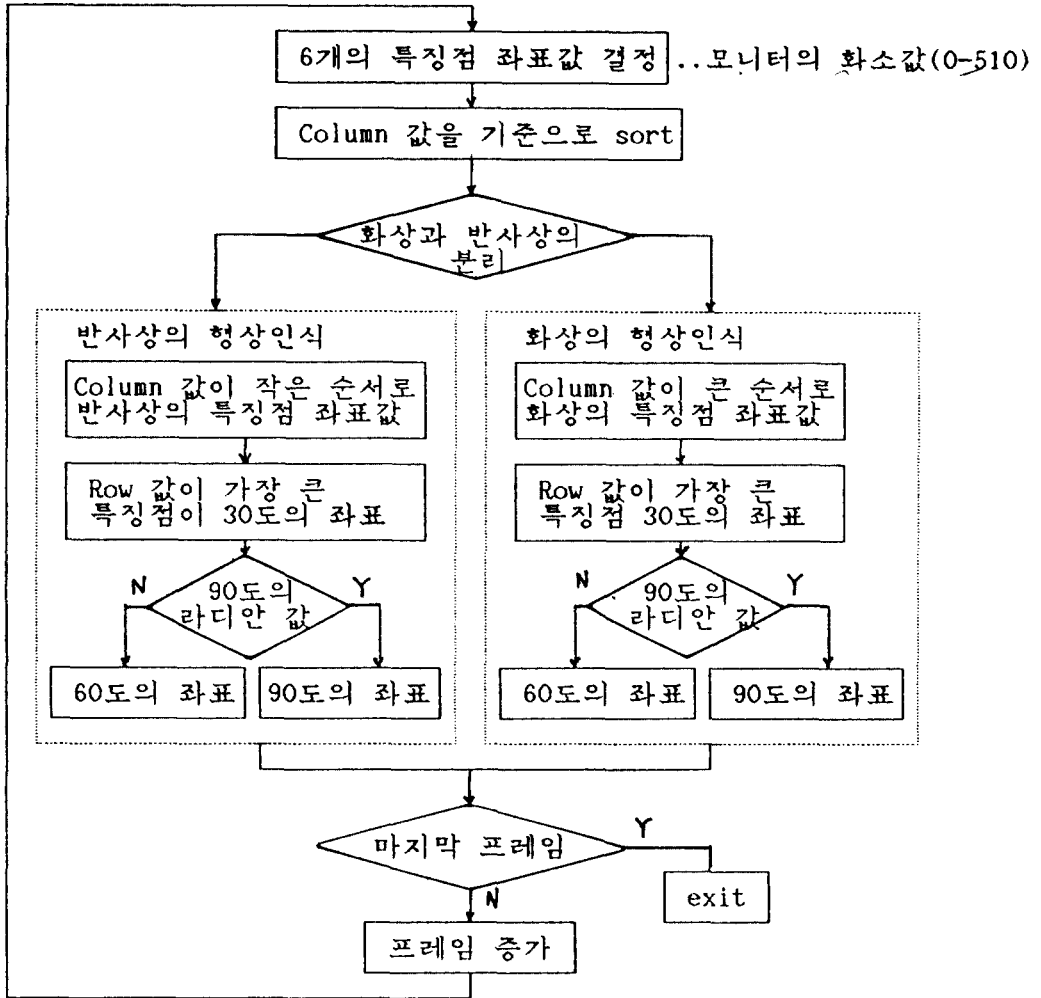 6개의 특징점 좌표값 결정 ..모니터의 화소값(0-510)
Column 값을 기준으로 sort
화상과 반사상의
분리
반사상의 형상인식
Column 값이 작은 순서로
반사상의 특징점 좌표값
Row 값이 가장 큰
특징점이 30도의 좌표
N
Y
90도의
라디안 값
60도의 좌표
90도의 좌표
화상의 형상인식
Column 값이 큰 순서로
화상의 특징점 좌표값
Row 값이 가장 큰
특징점 30도의 좌표
N
Y
90도의
라디안 값
60도의 좌표
90도의 좌표
마지막 프레임
Y
exit
N
프레임 증가